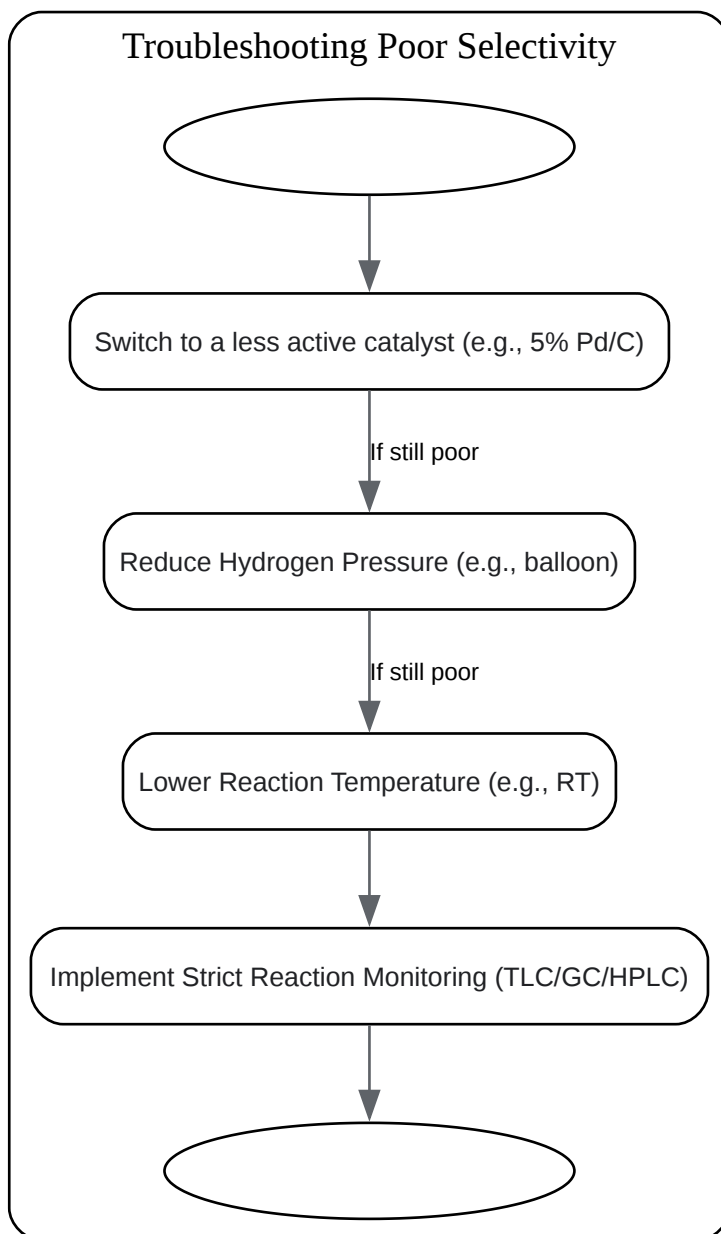 Troubleshooting Poor Selectivity
Switch to a less active catalyst (e.g., 5% Pd/C)
If still poor
Reduce Hydrogen Pressure (e.g., balloon)
If still poor
Lower Reaction Temperature (e.g., RT)
Implement Strict Reaction Monitoring (TLC/GC/HPLC)